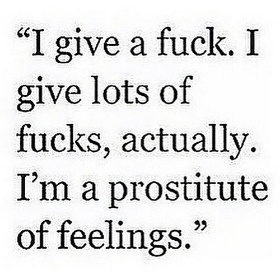 “I give a fuck. I
give lots of
fucks, actually.
I’m a prostitute
of feelings.”